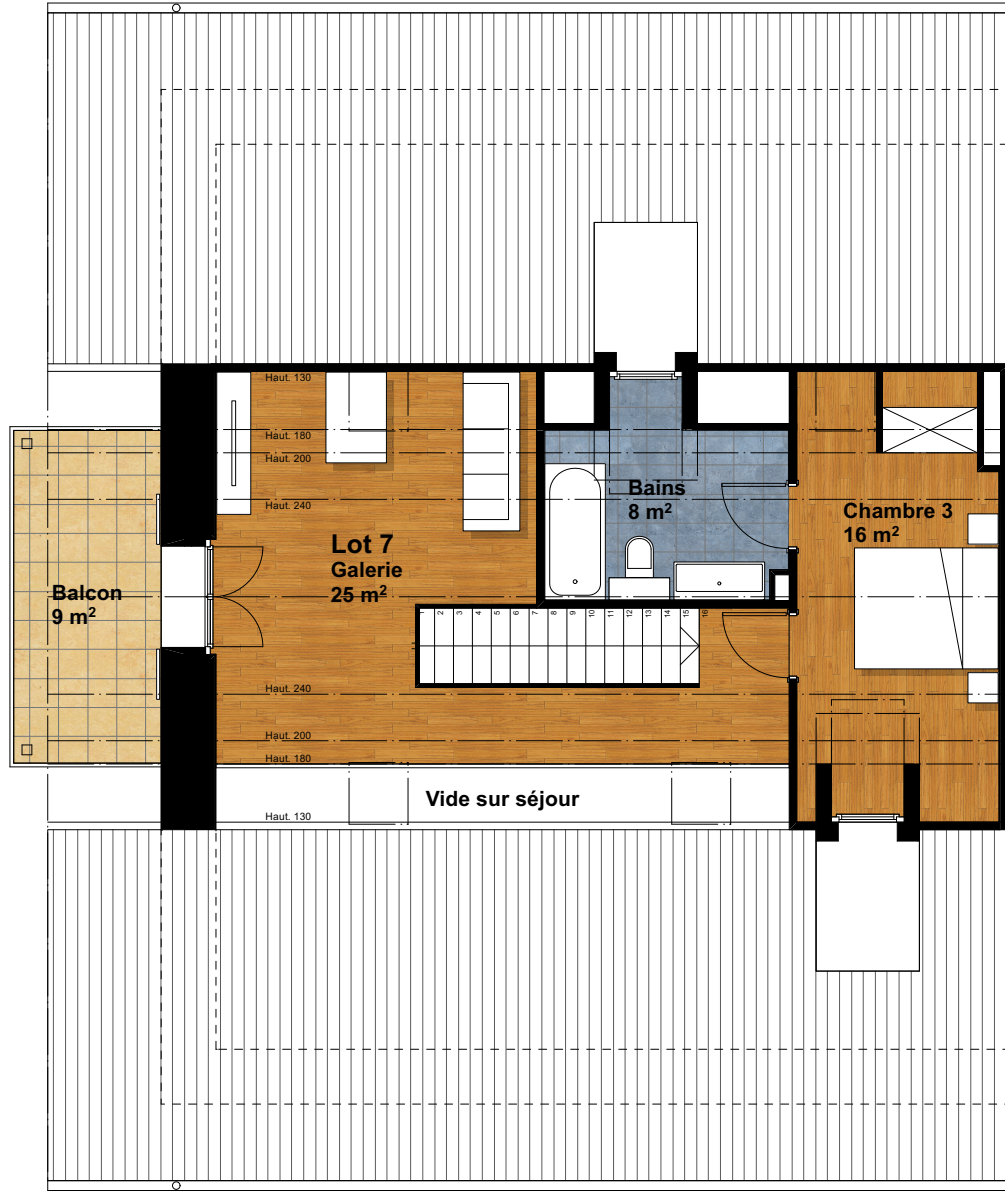 Haut. 130
Haut. 180
Haut. 200
Haut. 240
Lot 7
Galerie
25 m²
Bains
8 m²
Chambre 3
16 m²
Balcon
9 m²
1 2 3 4 5 6 7 8 9 10 11 12 13 14 15 16
Haut. 240
Haut. 200
Haut. 180
Vide sur séjour
Haut. 130